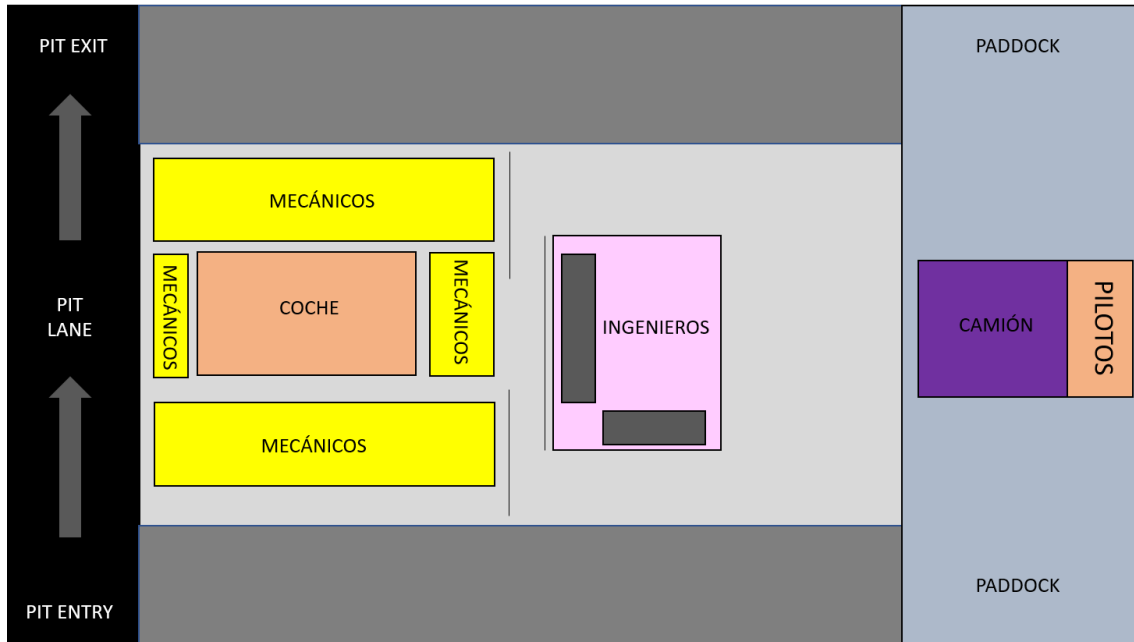 PIT EXIT
PADDOCK
MECÁNICOS
MECÁNICOS
COCHE
MECÁNICOS
PIT
LANE
INGENIEROS
CAMIÓN
PILOTOS
MECÁNICOS
PIT ENTRY
PADDOCK